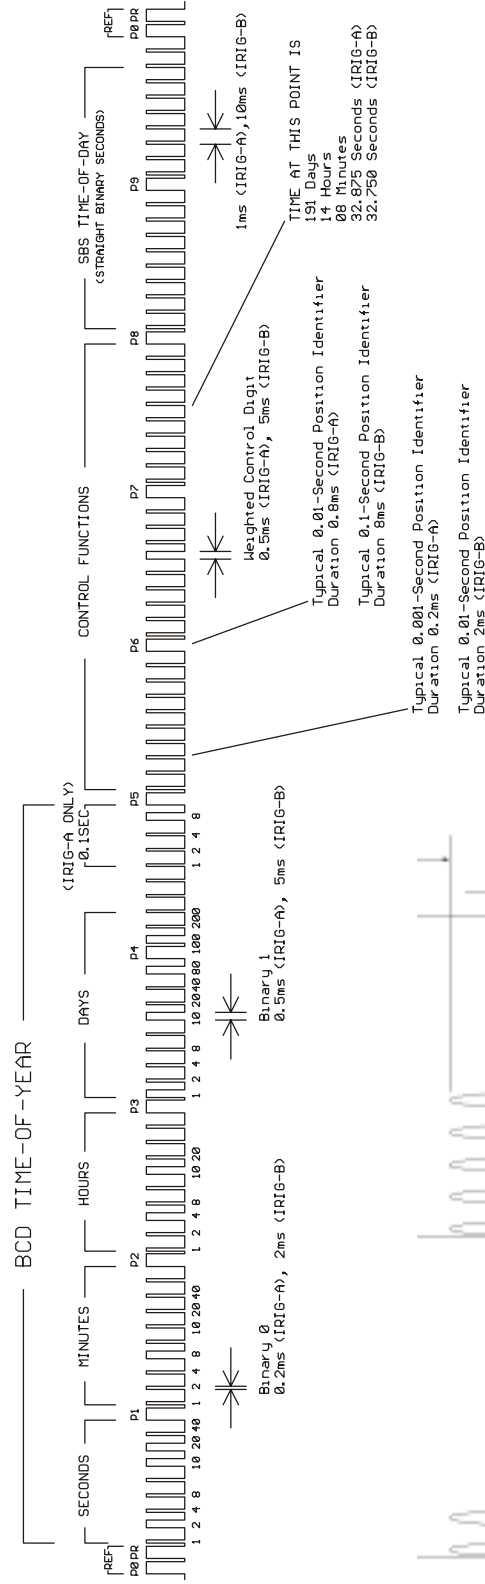 BCD TIME-OF-YEAR
(IRIG-A ONLY)
REF
SECONDS
MINUTES
HOURS
DAYS
0.1SEC
CONTROL FUNCTIONS
SBS TIME-OF-DAY
(STRAIGHT BINARY SECONDS)
REF
P0 PR
P1
P2
P3
P4
P5
P6
P7
P8
P9
P0 PR
1 2 4 8 10 20 40
1 2 4 8 10 20 40
1 2 4 8 10 20
1 2 4 8 10 20 40 80 100 200
1 2 4 8
Binary 0
0.2ms (IRIG-A), 2ms (IRIG-B)
Binary 1
0.5ms (IRIG-A), 5ms (IRIG-B)
Weighted Control Digit
0.5ms (IRIG-A), 5ms (IRIG-B)
1ms (IRIG-A),10ms (IRIG-B)
TIME AT THIS POINT IS
191 Days
14 Hours
08 Minutes
32.875 Seconds (IRIG-A)
32.750 Seconds (IRIG-B)
Typical 0.01-Second Position Identifier
Duration 0.8ms (IRIG-A)
Typical 0.1-Second Position Identifier
Duration 8ms (IRIG-B)
Typical 0.001-Second Position Identifier
Duration 0.2ms (IRIG-A)
Typical 0.01-Second Position Identifier
Duration 2ms (IRIG-B)